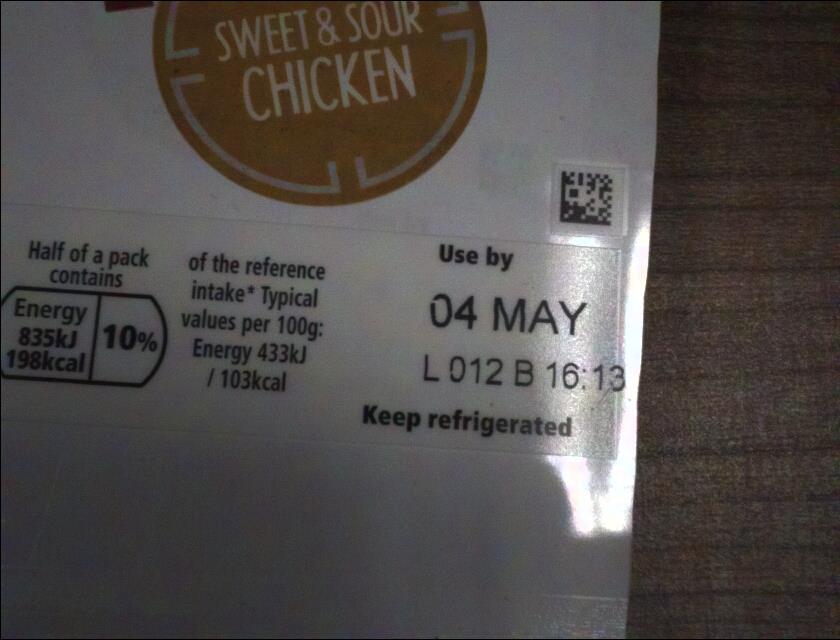 SWEET & SOUR
CHICKEN
Half of a pack
contains
Energy
835kJ
198kcal
10%
of the reference
intake* Typical
values per 100g:
Energy 433kJ
/ 103kcal
Use by
04 MAY
L 012 B 16:13
Keep refrigerated